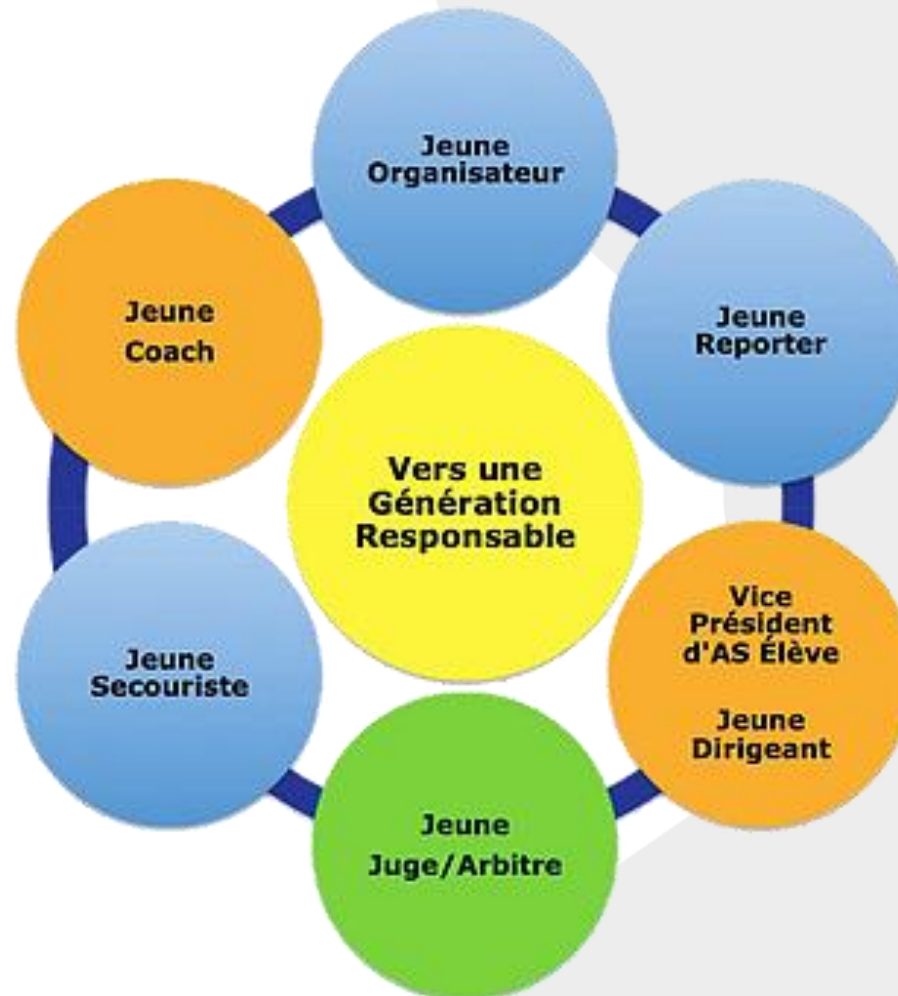 Jeune
Organisateur
Jeune
Coach
Jeune
Reporter
Vers une
Génération
Responsable
Jeune
Secouriste
Vice
Président
d'AS Élève
Jeune
Dirigeant
Jeune
Juge/Arbitre